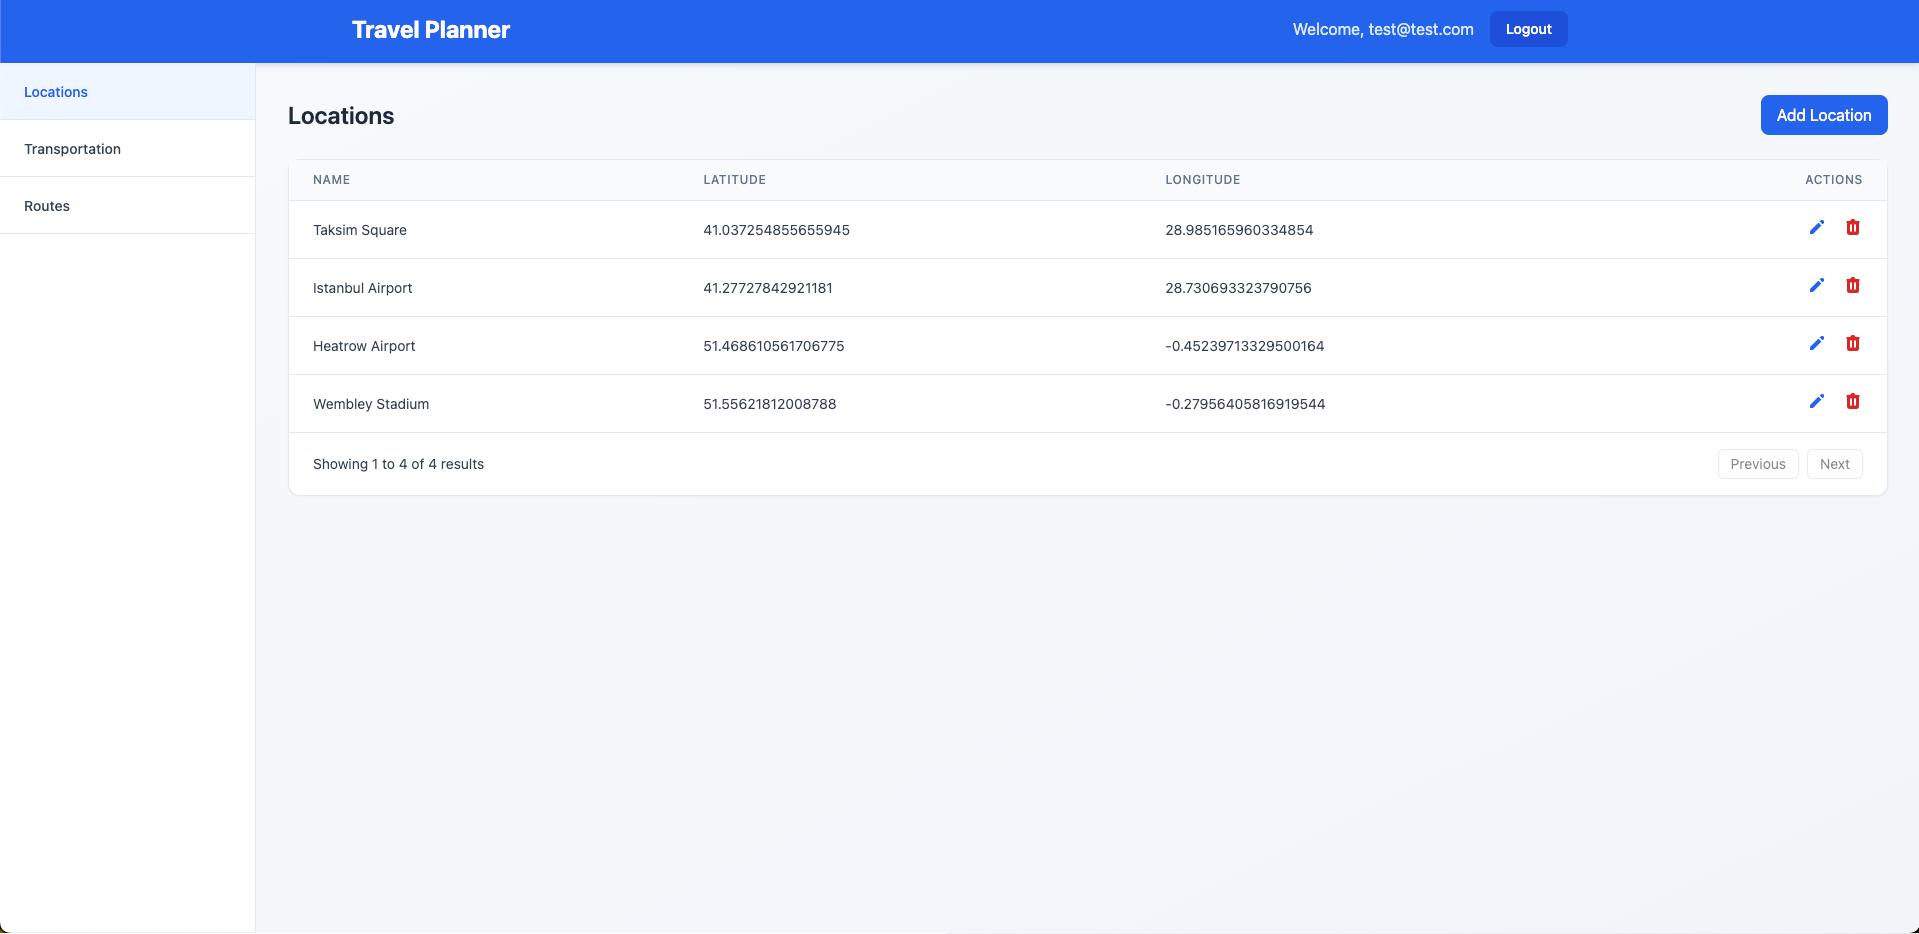 Travel Planner
Welcome, test@test.com
Logout
Locations
Transportation
Routes
Locations
Add Location
NAME LATITUDE LONGITUDE ACTIONS
Taksim Square 41.037254855655945 28.985165960334854
Istanbul Airport 41.27727842921181 28.730693323790756
Heatrow Airport 51.468610561706775 -0.45239713329500164
Wembley Stadium 51.55621812008788 -0.27956405816919544
Showing 1 to 4 of 4 results
Previous Next